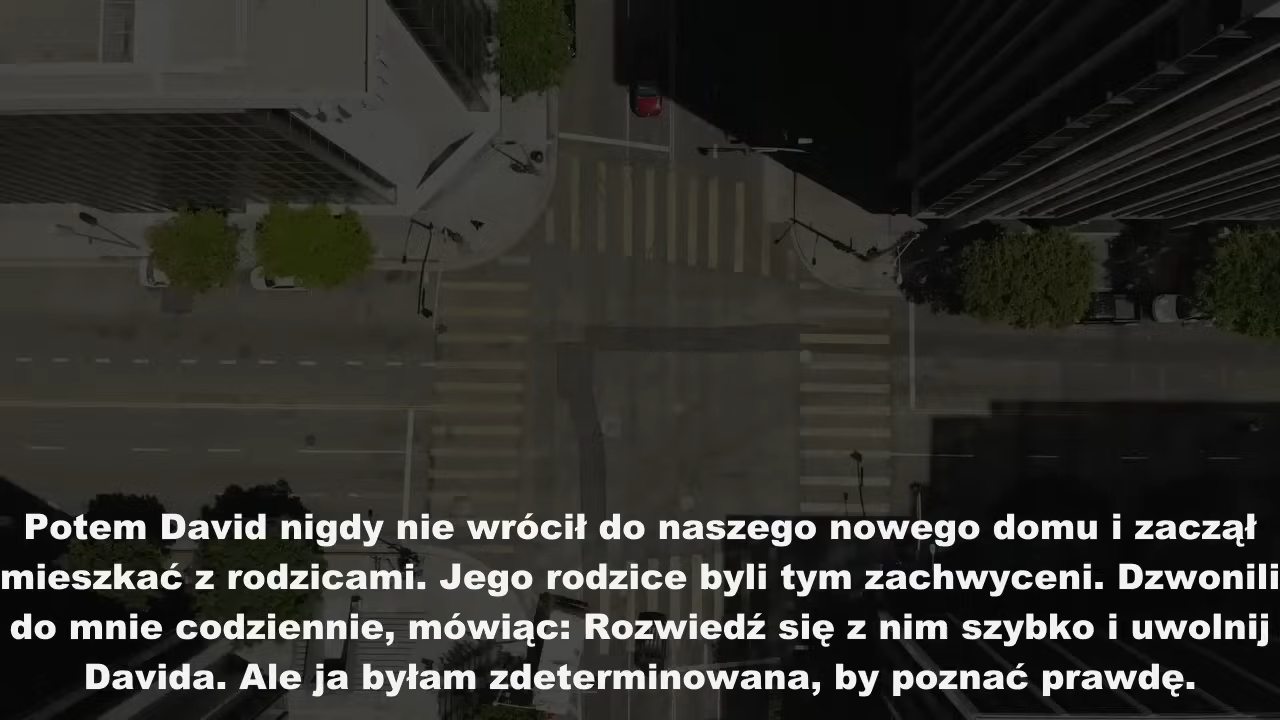 Potem David nigdy nie wrócił do naszego nowego domu i zaczął
mieszkać z rodzicami. Jego rodzice byli tym zachwyceni. Dzwonili
do mnie codziennie, mówiąc: Rozwiedź się z nim szybko i uwolnij
Davida. Ale ja byłam zdeterminowana, by poznać prawdę.